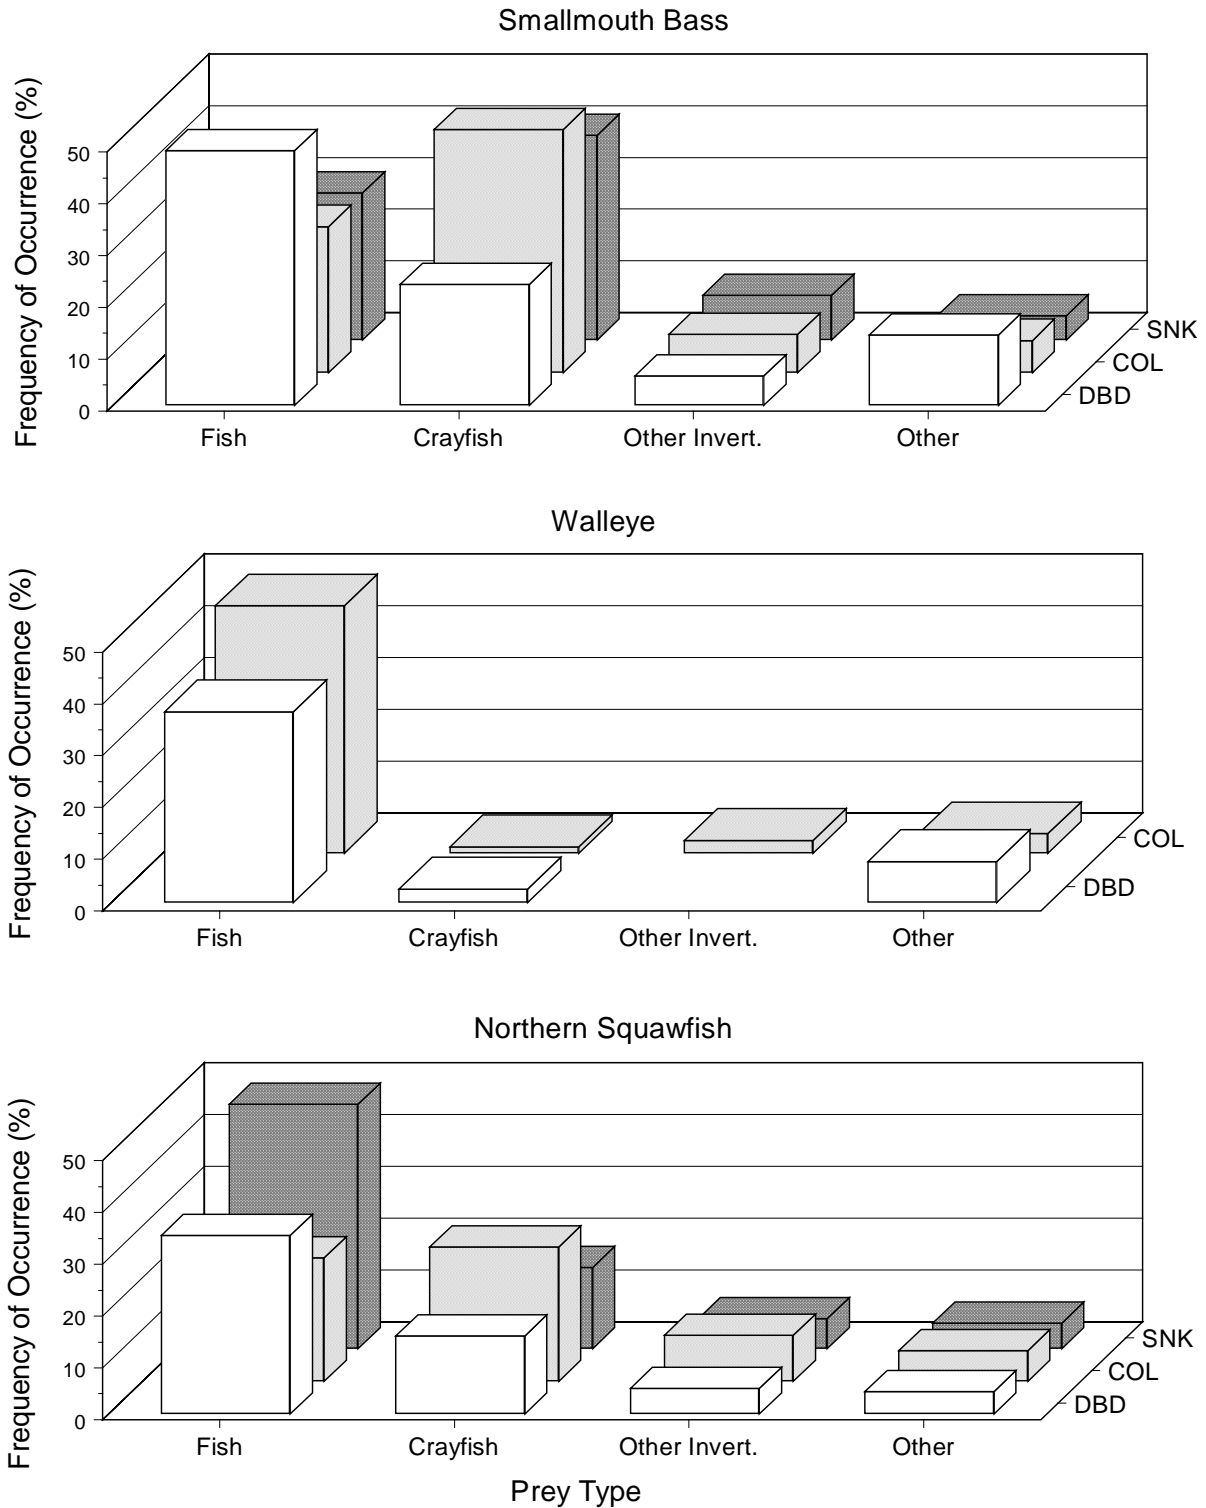 Smallmouth Bass
Frequency of Occurrence (%)
50
40
30
20
10
0
Fish
Crayfish
Other Invert.
Other
SNK
COL
DBD
Walleye
Frequency of Occurrence (%)
50
40
30
20
10
0
Fish
Crayfish
Other Invert.
Other
COL
DBD
Northern Squawfish
Frequency of Occurrence (%)
50
40
30
20
10
0
Fish
Crayfish
Other Invert.
Other
SNK
COL
DBD
Prey Type